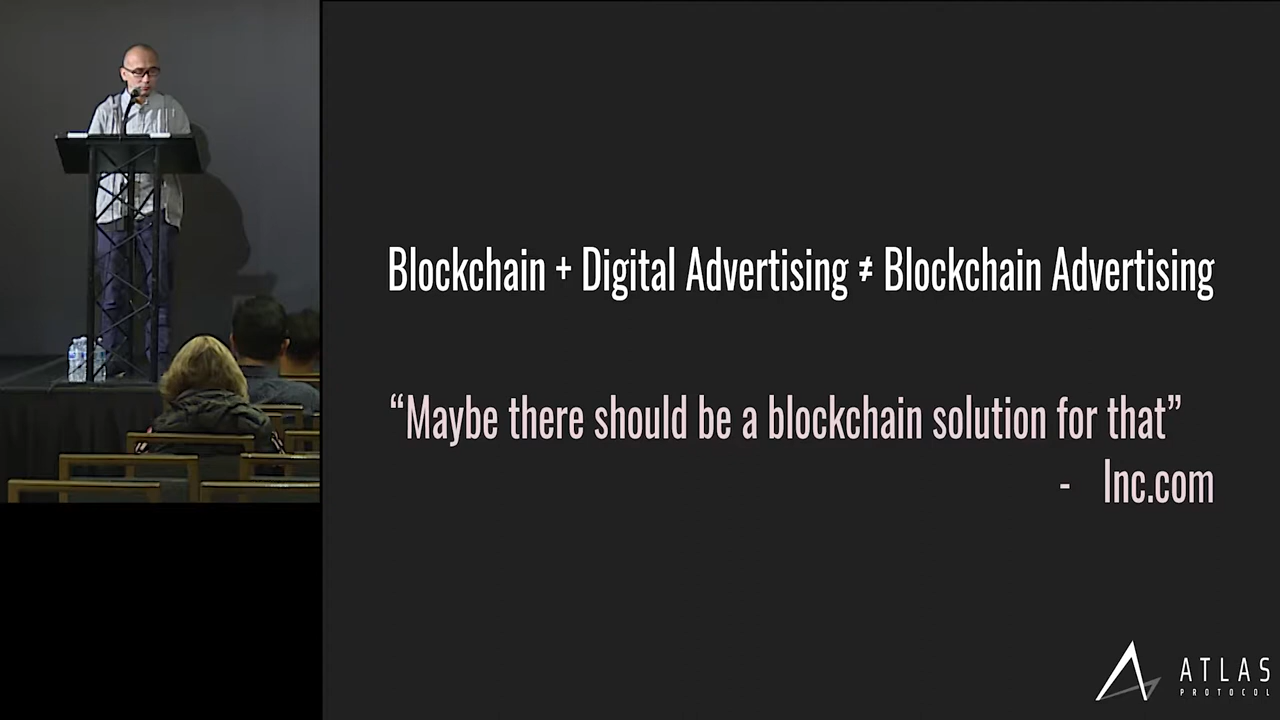 Blockchain + Digital Advertising ≠ Blockchain Advertising
“Maybe there should be a blockchain solution for that”
- Inc.com
ATLAS
PROTOCOL